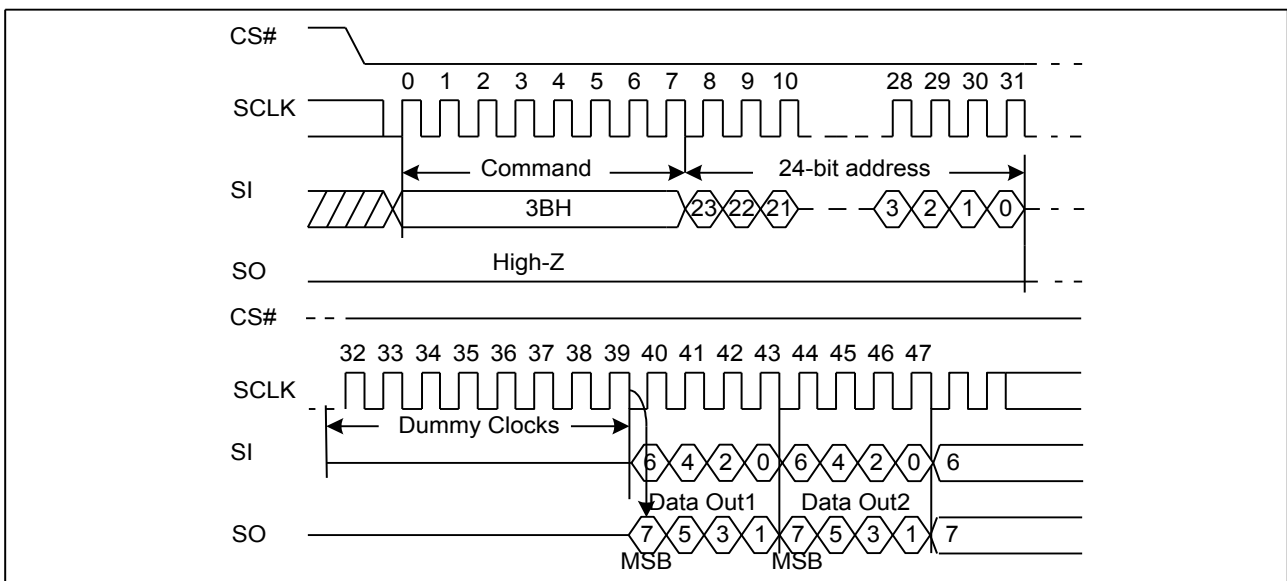 CS#
0 1 2 3 4 5 6 7 8 9 10 28 29 30 31
SCLK
Command 24-bit address
SI
3BH 23 22 21 3 2 1 0
High-Z
SO
CS#
32 33 34 35 36 37 38 39 40 41 42 43 44 45 46 47
SCLK
Dummy Clocks
SI
6 4 2 0 6 4 2 0 6
Data Out1 Data Out2
SO
7 5 3 1 7 5 3 1 7
MSB MSB